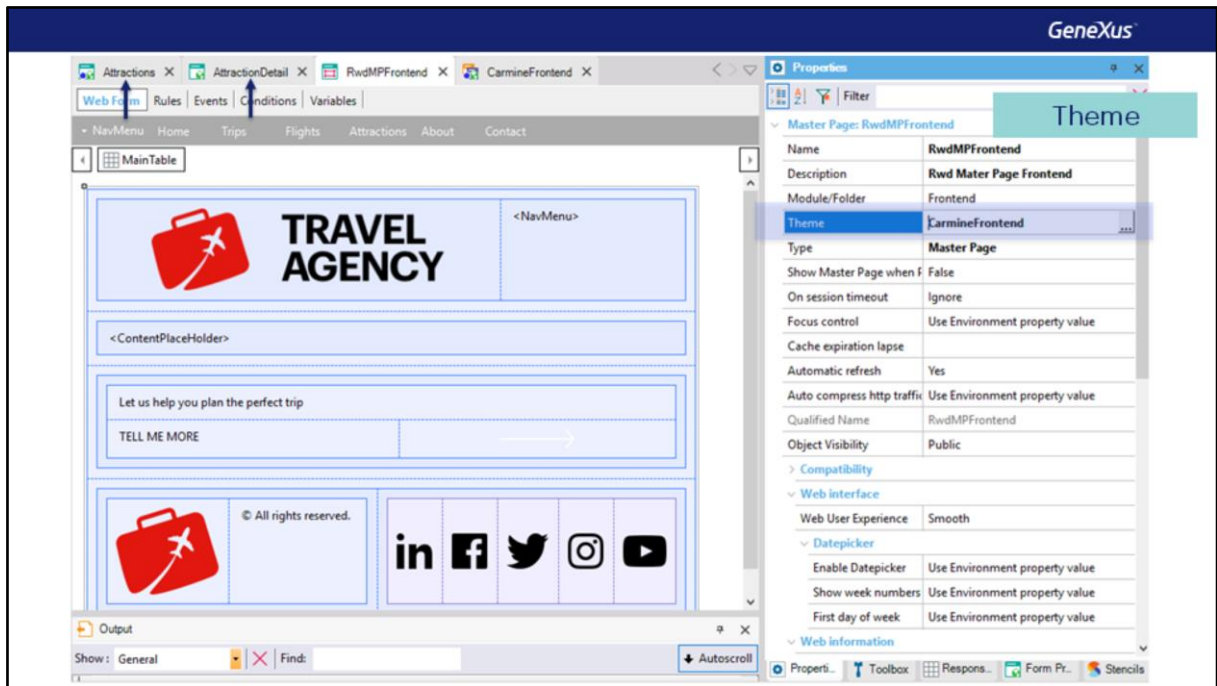 GeneXus
Attractions
AttractionDetail
RwdMPFrontend
CarmineFrontend
Web Form Rules Events Conditions Variables
NavMenu Home Trips Flights Attractions About Contact
MainTable
TRAVEL
AGENCY
<NavMenu>
<ContentPlaceHolder>
Let us help you plan the perfect trip
TELL ME MORE
© All rights reserved.
in
Output
Show: General Find: Autoscroll
Properties
Filter
Theme
Master Page: RwdMPFrontend
Name RwdMPFrontend
Description Rwd Mater Page Frontend
Module/Folder Frontend
Theme CarmineFrontend ...
Type Master Page
Show Master Page when P False
On session timeout Ignore
Focus control Use Environment property value
Cache expiration lapse
Automatic refresh Yes
Auto compress http traffic Use Environment property value
Qualified Name RwdMPFrontend
Object Visibility Public
Compatibility
Web interface
Web User Experience Smooth
Datepicker
Enable Datepicker Use Environment property value
Show week numbers Use Environment property value
First day of week Use Environment property value
Web information
Properti... Toolbox Respons... Form Pr... Stencils